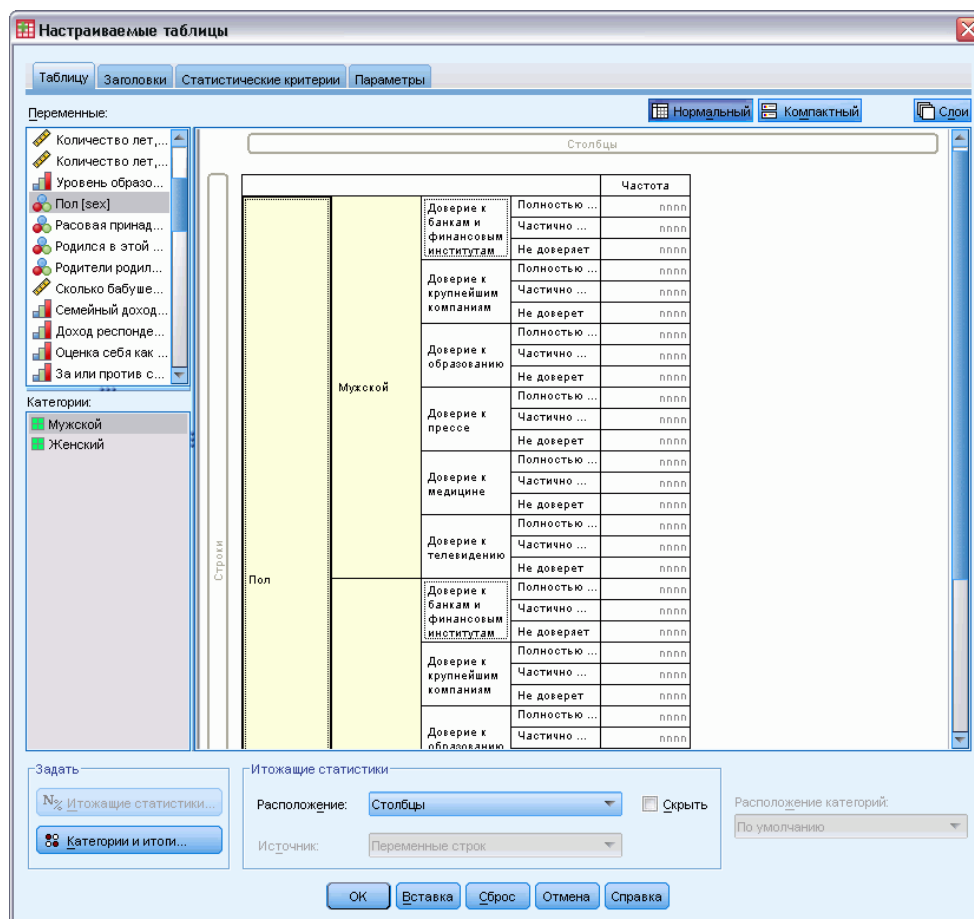 Настраиваемые таблицы
Таблицу Заголовки Статистические критерии Параметры
Переменные:
Нормальный Компактный Слои
Количество лет,...
Количество лет,...
Уровень образо...
Пол [sex]
Расовая принад...
Родился в этой ...
Родители родил...
Сколько бабуше...
Семейный доход...
Доход респонде...
Оценка себя как ...
За или против с...
Категории:
Мужской
Женский
Столбцы
Строки
Частота
Пол
Мужской
Доверие к
банкам и
финансовым
институтам
Полностью ... nnnn
Частично ... nnnn
Не доверяет nnnn
Доверие к
крупнейшим
компаниям
Полностью ... nnnn
Частично ... nnnn
Не доверет nnnn
Доверие к
образованию
Полностью ... nnnn
Частично ... nnnn
Не доверет nnnn
Доверие к
прессе
Полностью ... nnnn
Частично ... nnnn
Не доверет nnnn
Доверие к
медицине
Полностью ... nnnn
Частично ... nnnn
Не доверет nnnn
Доверие к
телевидению
Полностью ... nnnn
Частично ... nnnn
Не доверет nnnn
Доверие к
банкам и
финансовым
институтам
Полностью ... nnnn
Частично ... nnnn
Не доверяет nnnn
Доверие к
крупнейшим
компаниям
Полностью ... nnnn
Частично ... nnnn
Не доверет nnnn
Доверие к
образованию
Полностью ... nnnn
Частично ... nnnn
Задать
N% Итожащие статистики...
Категории и итоги...
Итожащие статистики
Расположение: Столбцы Скрыть
Источник: Переменные строк
Расположение категорий:
По умолчанию
OK Вставка Сброс Отмена Справка